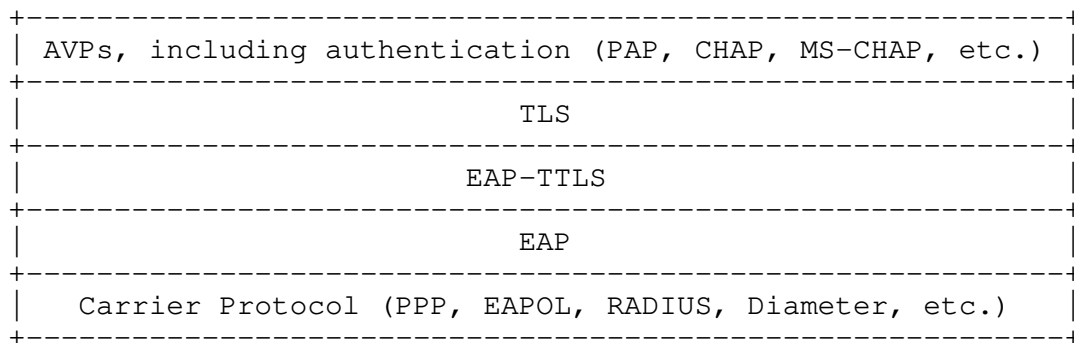 AVPs, including authentication (PAP, CHAP, MS-CHAP, etc.)
TLS
EAP-TTLS
EAP
Carrier Protocol (PPP, EAPOL, RADIUS, Diameter, etc.)